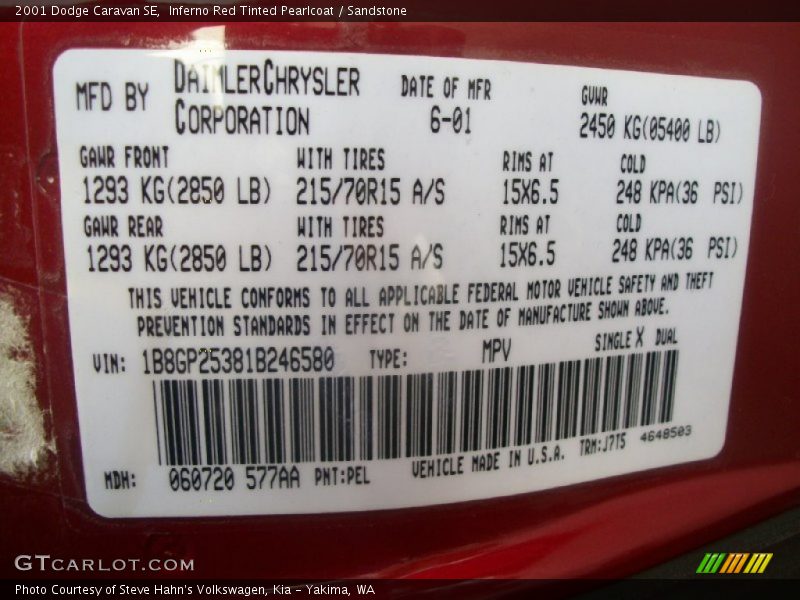 2001 Dodge Caravan SE, Inferno Red Tinted Pearlcoat / Sandstone
MFD BY DAIMLERCHRYSLER CORPORATION DATE OF MFR 6-01 GVWR 2450 KG(05400 LB)
GAWR FRONT WITH TIRES RIMS AT COLD
1293 KG(2850 LB) 215/70R15 A/S 15X6.5 248 KPA(36 PSI)
GAWR REAR WITH TIRES RIMS AT COLD
1293 KG(2850 LB) 215/70R15 A/S 15X6.5 248 KPA(36 PSI)
THIS VEHICLE CONFORMS TO ALL APPLICABLE FEDERAL MOTOR VEHICLE SAFETY AND THEFT
PREVENTION STANDARDS IN EFFECT ON THE DATE OF MANUFACTURE SHOWN ABOVE.
VIN: 1B8GP25381B246580 TYPE: MPV SINGLE X DUAL
MDH: 060720 577AA PNT:PEL VEHICLE MADE IN U.S.A. TRM:J7T5 4648503
GTCARLOT.COM
Photo Courtesy of Steve Hahn's Volkswagen, Kia – Yakima, WA